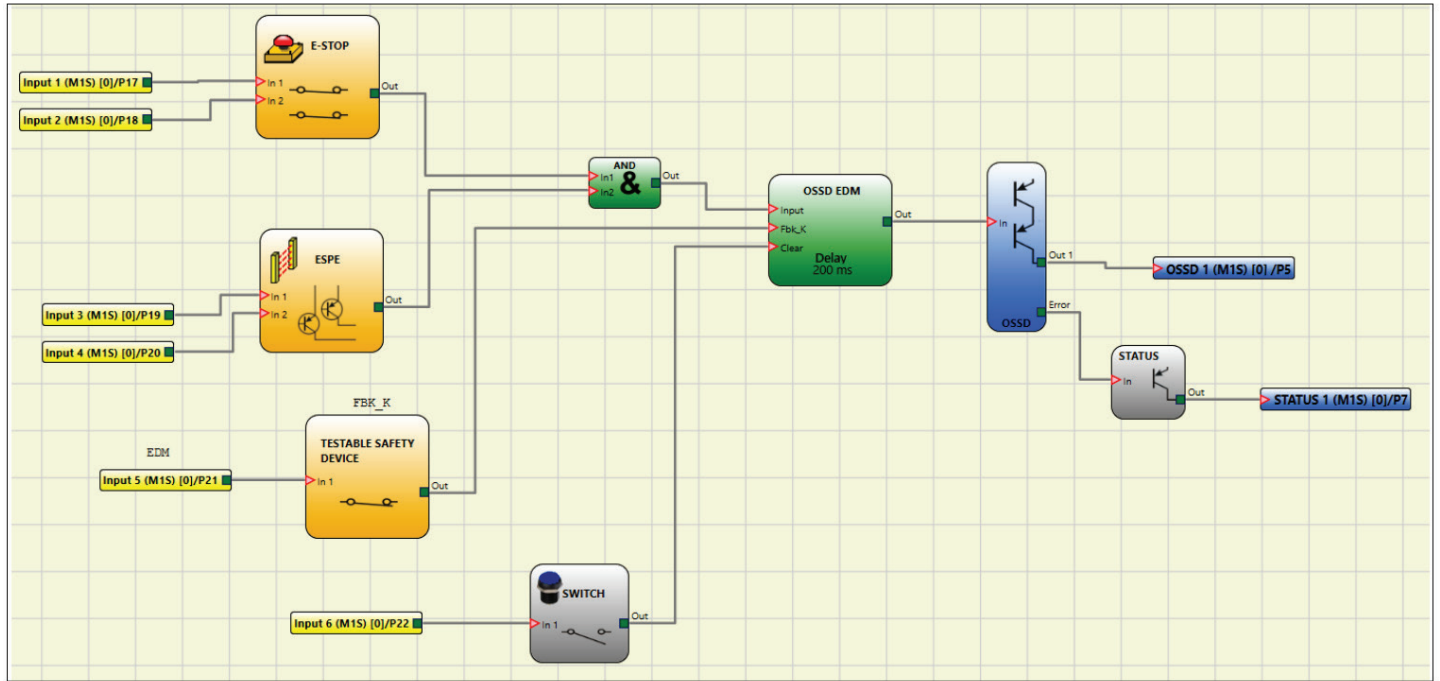 E-STOP
Input 1 (M1S) [0]/P17
In 1
Out
In 2
Input 2 (M1S) [0]/P18
AND
In1
&
Out
In2
OSSD EDM
Input
Fbk_K
Out
Clear
Delay
200 ms
In
Out 1
OSSD 1 (M1S) [0] /P5
Error
OSSD
ESPE
In 1
Out
In 2
Input 3 (M1S) [0]/P19
Input 4 (M1S) [0]/P20
STATUS
In
Out
STATUS 1 (M1S) [0]/P7
FBK_K
TESTABLE SAFETY
DEVICE
EDM
Input 5 (M1S) [0]/P21
In 1
Out
SWITCH
Input 6 (M1S) [0]/P22
In 1
Out